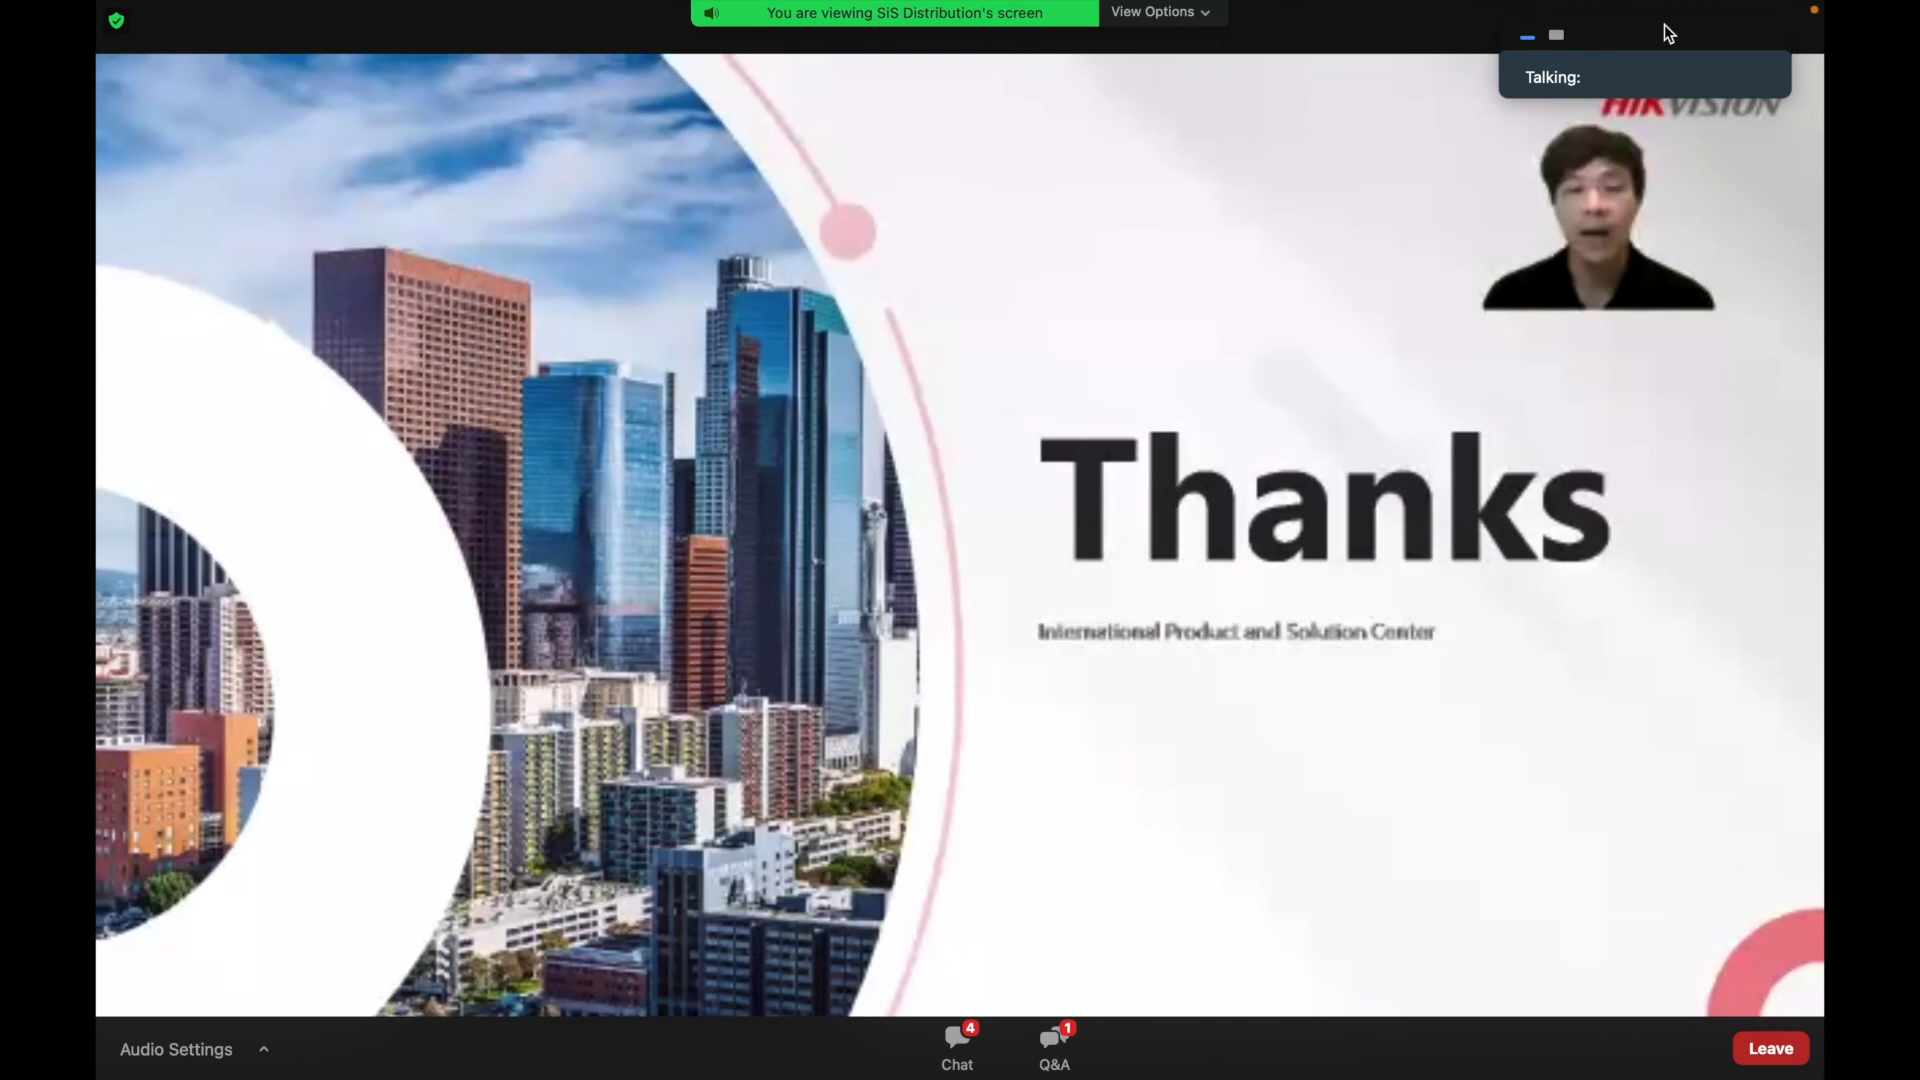 You are viewing SiS Distribution's screen
View Options
Talking:
HIKVISION
Thanks
International Product and Solution Center
Audio Settings
4
Chat
1
Q&A
Leave